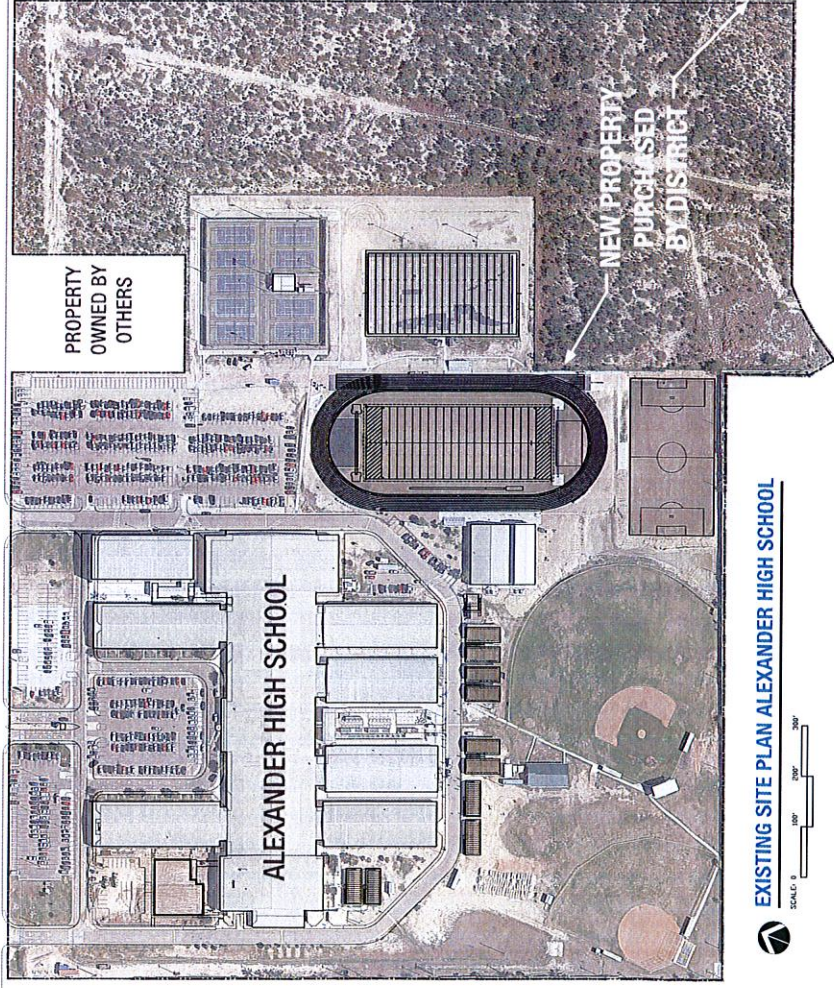 PROPERTY
OWNED BY
OTHERS
NEW PROPERTY
PURCHASED
BY DISTRICT
ALEXANDER HIGH SCHOOL
EXISTING SITE PLAN ALEXANDER HIGH SCHOOL
SCALE: 0 100' 200' 300'